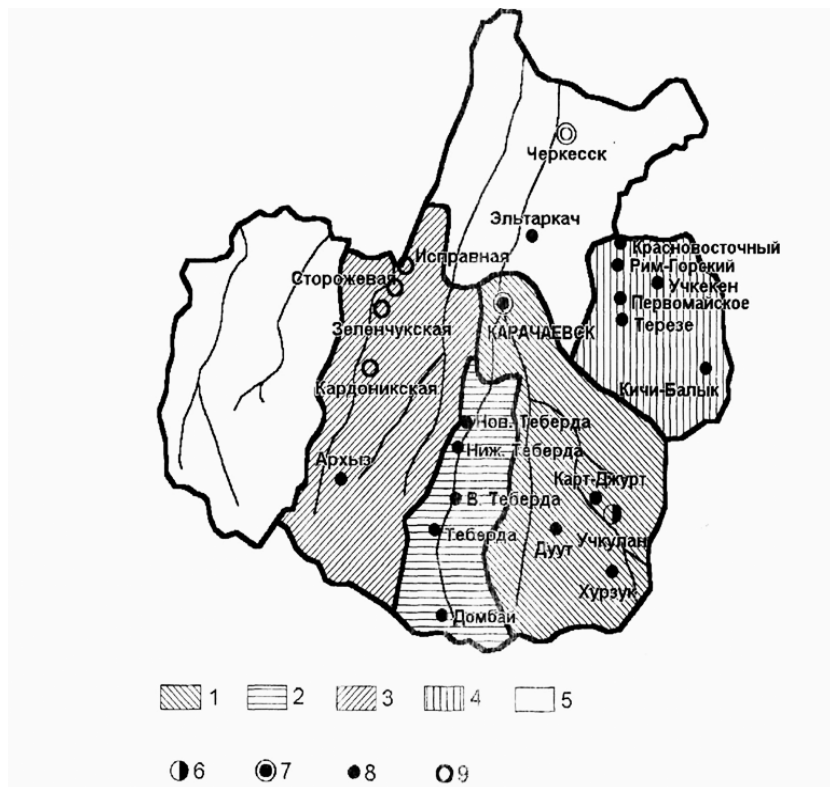 Черкесск
Эльтаркач
Исправная
Красновосточный
Рим-Горский
Сторожевая
Учкекен
Первомайское
Зеленчукская
КАРАЧАЕВСК
Терезе
Кардоникская
Кичи-Балык
Нов. Теберда
Ниж. Теберда
Архыз
Карт-Джурт
В. Теберда
Теберда
Учкулан
Дуут
Хурзук
Домбай
1 2 3 4 5
6 7 8 9